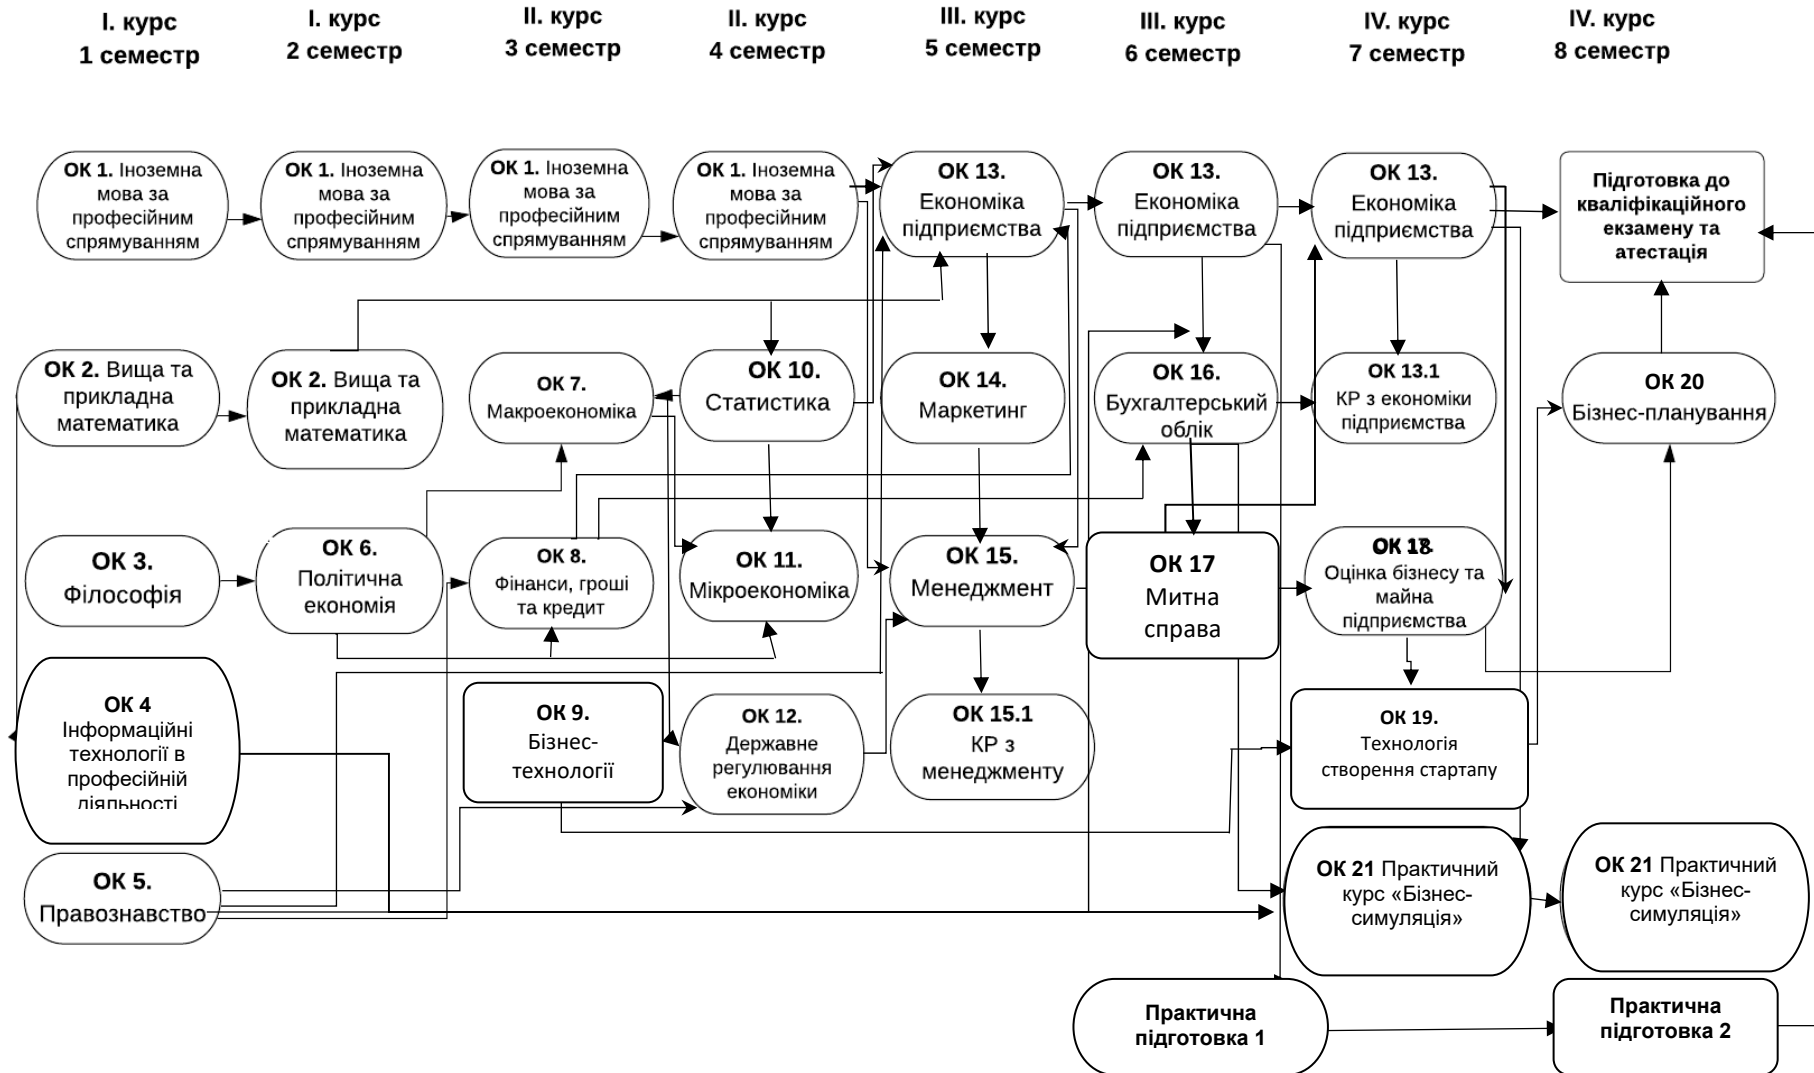 I. курс
1 семестр
I. курс
2 семестр
II. курс
3 семестр
II. курс
4 семестр
III. курс
5 семестр
III. курс
6 семестр
IV. курс
7 семестр
IV. курс
8 семестр
ОК 1. Іноземна
мова за
професійним
спрямуванням
ОК 1. Іноземна
мова за
професійним
спрямуванням
ОК 1. Іноземна
мова за
професійним
спрямуванням
ОК 1. Іноземна
мова за
професійним
спрямуванням
ОК 13.
Економіка
підприємства
ОК 13.
Економіка
підприємства
ОК 13.
Економіка
підприємства
Підготовка до
кваліфікаційного
екзамену та
атестація
ОК 2. Вища та
прикладна
математика
ОК 2. Вища та
прикладна
математика
ОК 7.
Макроекономіка
ОК 10.
Статистика
ОК 14.
Маркетинг
ОК 16.
Бухгалтерський
облік
ОК 13.1
КР з економіки
підприємства
ОК 20
Бізнес-планування
ОК 3.
Філософія
ОК 6.
Політична
економія
ОК 8.
Фінанси, гроші
та кредит
ОК 11.
Мікроекономіка
ОК 15.
Менеджмент
ОК 17
Митна
справа
ОК 18
Оцінка бізнесу та
майна
підприємства
ОК 4
Інформаційні
технології в
професійній
діяльності
ОК 9.
Бізнес-
технології
ОК 12.
Державне
регулювання
економіки
ОК 15.1
КР з
менеджменту
ОК 19.
Технологія
створення стартапу
ОК 5.
Правознавство
ОК 21 Практичний
курс «Бізнес-
симуляція»
ОК 21 Практичний
курс «Бізнес-
симуляція»
Практична
підготовка 1
Практична
підготовка 2